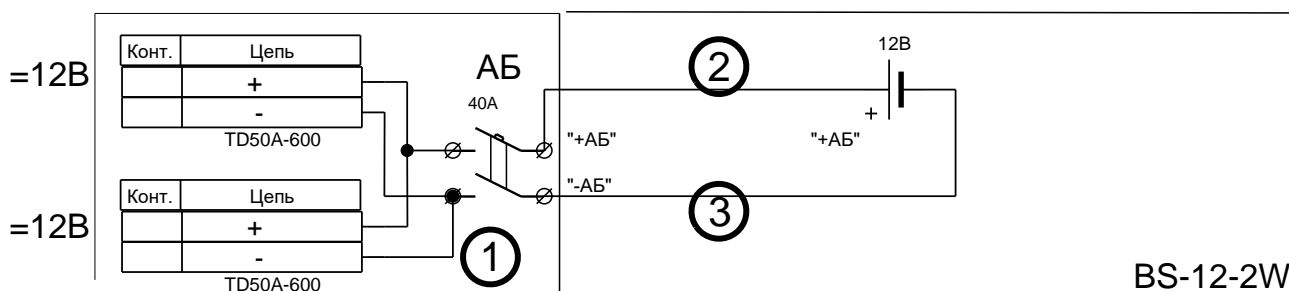 =12В
Конт. Цепь
+
-
TD50A-600
АБ
40А
"+АБ"
"-АБ"
2
12В
+
"+АБ"
3
=12В
Конт. Цепь
+
-
TD50A-600
1
BS-12-2W